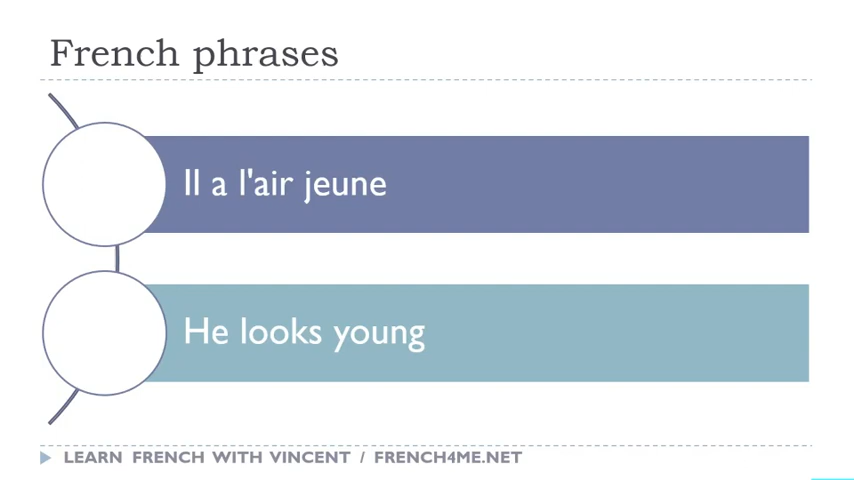 French phrases
Il a l'air jeune
He looks young
LEARN FRENCH WITH VINCENT / FRENCH4ME.NET